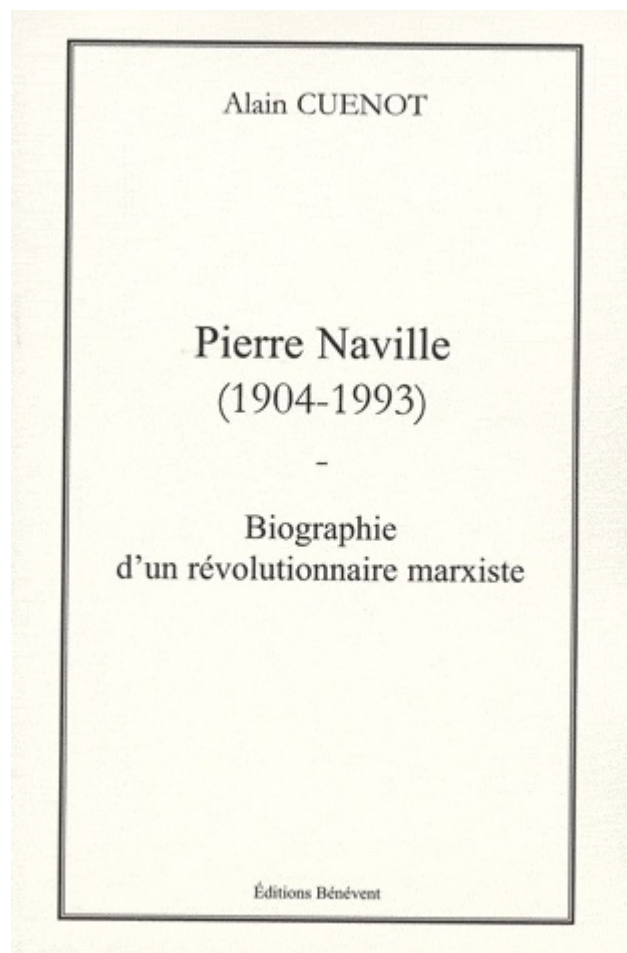 Alain CUENOT
Pierre Naville
(1904-1993)
-
Biographie
d'un révolutionnaire marxiste
Éditions Bénévent